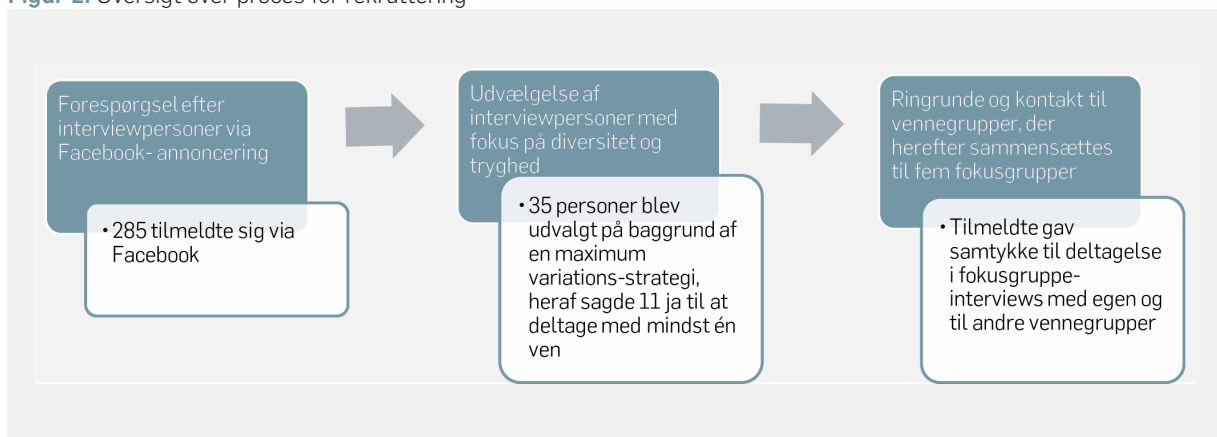 Figur 2. Oversigt over proces for rekruttering
Forespørgsel efter
interviewpersoner via
Facebook- annoncering
• 285 tilmeldte sig via
Facebook
Udvælgelse af
interviewpersoner med
fokus på diversitet og
tryghed
• 35 personer blev
udvalgt på baggrund af
en maximum
variations-strategi,
heraf sagde 11 ja til at
deltage med mindst én
ven
Ringrunde og kontakt til
vennegrupper, der
herefter sammensættes
til fem fokusgrupper
• Tilmeldte gav
samtykke til deltagelse
i fokusgruppe-
interviews med egen og
til andre vennegrupper